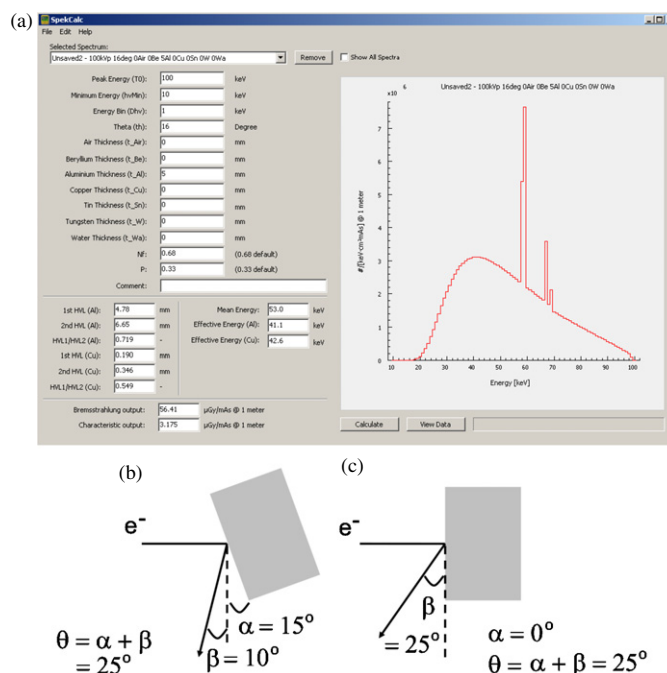 (a)
SpekCalc
File Edit Help
Selected Spectrum:
Unsaved2 - 100kVp 16deg 0Air 0Be 5Al 0Cu 0Sn 0W 0Wa
Remove
Show All Spectra
Peak Energy (T0): 100 keV
Minimum Energy (hvMin): 10 keV
Energy Bin (Dhv): 1 keV
Theta (th): 16 Degree
Air Thickness (t_Air): 0 mm
Beryllium Thickness (t_Be): 0 mm
Aluminium Thickness (t_Al): 5 mm
Copper Thickness (t_Cu): 0 mm
Tin Thickness (t_Sn): 0 mm
Tungsten Thickness (t_W): 0 mm
Water Thickness (t_Wa): 0 mm
Nf: 0.68 (0.68 default)
P: 0.33 (0.33 default)
Comment:
1st HVL (Al): 4.78 mm
2nd HVL (Al): 6.65 mm
HVL1/HVL2 (Al): 0.719 -
1st HVL (Cu): 0.190 mm
2nd HVL (Cu): 0.346 mm
HVL1/HVL2 (Cu): 0.549 -
Mean Energy: 53.0 keV
Effective Energy (Al): 41.1 keV
Effective Energy (Cu): 42.6 keV
Bremsstrahlung output: 56.41 µGy/mAs @ 1 meter
Characteristic output: 3.175 µGy/mAs @ 1 meter
x10 6
Unsaved2 - 100kVp 16deg 0Air 0Be 5Al 0Cu 0Sn 0W 0Wa
7
6
5
4
3
2
1
0
#/[keV·cm²·mAs] @ 1 meter
10 20 30 40 50 60 70 80 90 100
Energy [keV]
Calculate
View Data
(b)
e-
θ = α + β
= 25°
α = 15°
β = 10°
(c)
e-
β
= 25°
α = 0°
θ = α + β = 25°